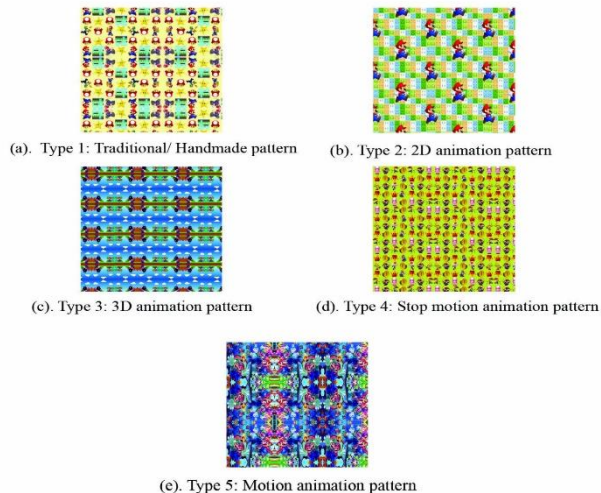 (a). Type 1: Traditional/ Handmade pattern
(b). Type 2: 2D animation pattern
(c). Type 3: 3D animation pattern
(d). Type 4: Stop motion animation pattern
(e). Type 5: Motion animation pattern